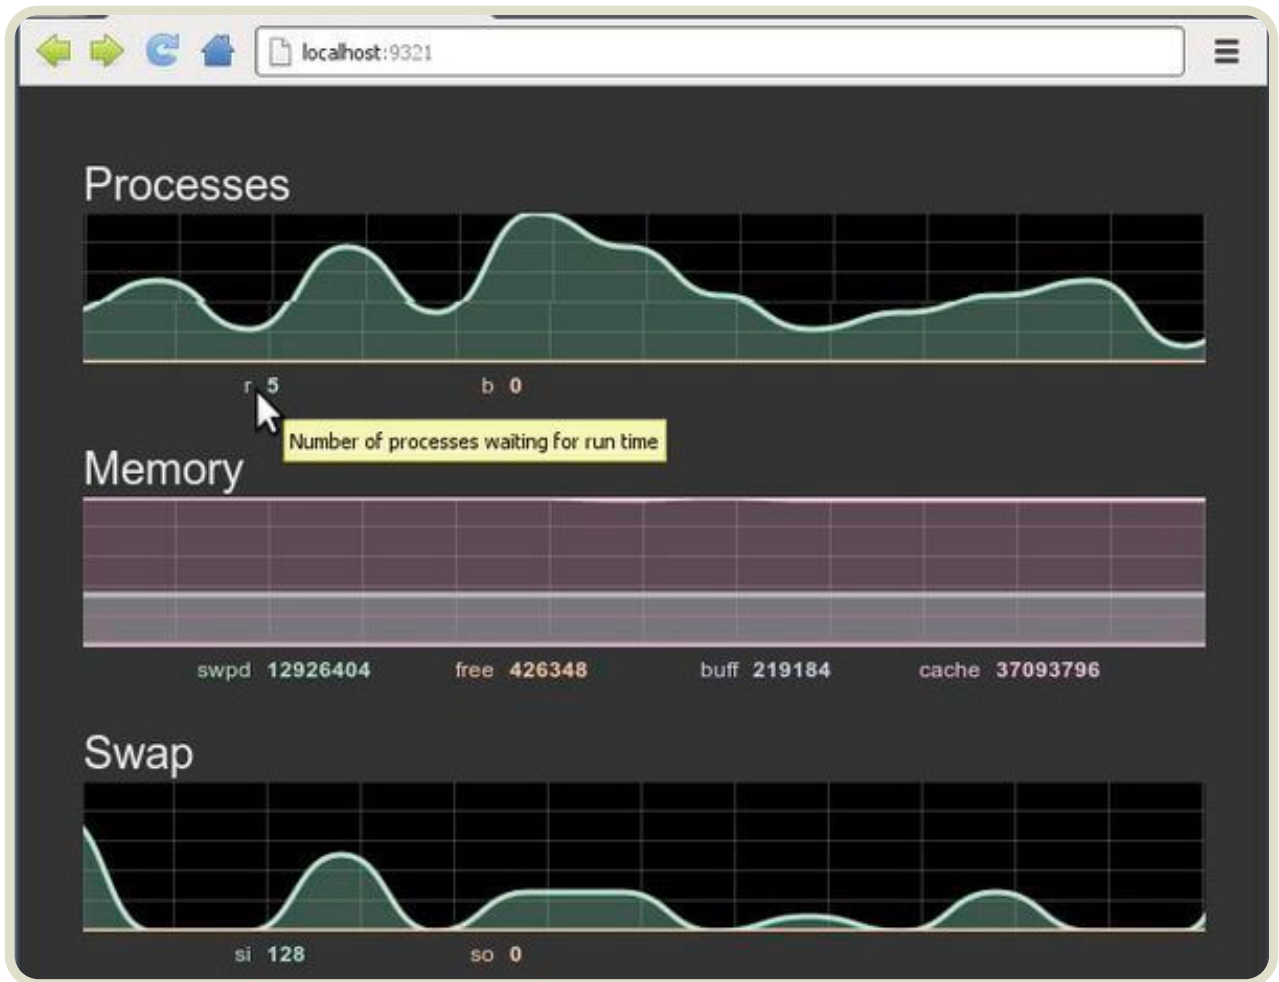 localhost:9321
Processes
r 5 b 0
Number of processes waiting for run time
Memory
swpd 12926404 free 426348 buff 219184 cache 37093796
Swap
si 128 so 0